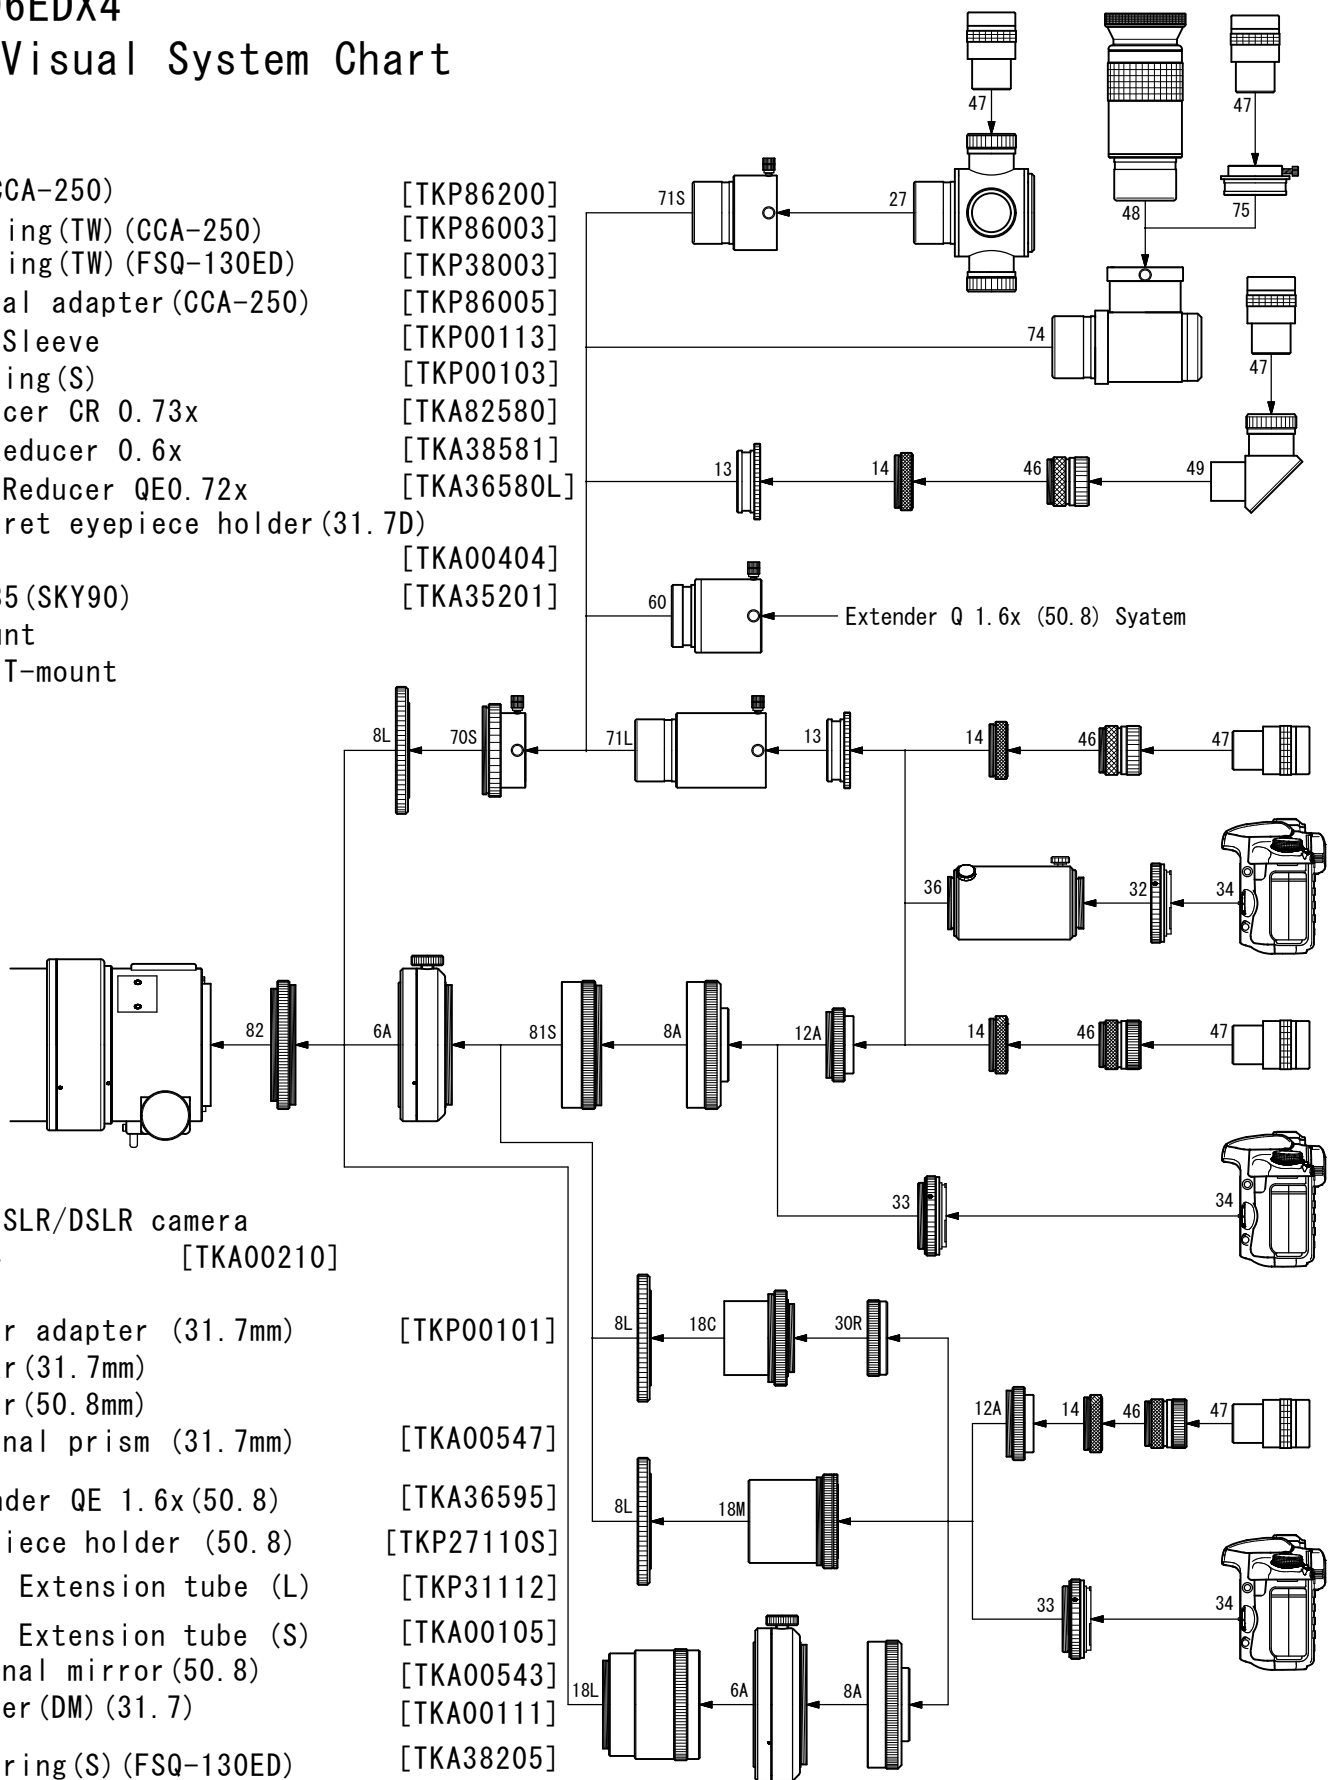 06EDX4
Visual System Chart
CCA-250) [TKP86200]
ing(TW)(CCA-250) [TKP86003]
ing(TW)(FSQ-130ED) [TKP38003]
al adapter(CCA-250) [TKP86005]
Sleeve [TKP00113]
ing(S) [TKP00103]
cer CR 0.73x [TKA82580]
educer 0.6x [TKA38581]
Reducer QE0.72x [TKA36580L]
ret eyepiece holder(31.7D)
[TKA00404]
35(SKY90) [TKA35201]
unt
T-mount
47
47
71S
27
48
75
74
47
13
14
46
49
60
Extender Q 1.6x (50.8) Syatem
8L
70S
71L
13
14
46
47
36
32
34
82
6A
81S
8A
12A
14
46
47
33
34
SLR/DSLR camera
[TKA00210]
r adapter (31.7mm) [TKP00101]
r(31.7mm)
r(50.8mm)
nal prism (31.7mm) [TKA00547]
nder QE 1.6x(50.8) [TKA36595]
iece holder (50.8) [TKP27110S]
Extension tube (L) [TKP31112]
Extension tube (S) [TKA00105]
nal mirror(50.8) [TKA00543]
er(DM)(31.7) [TKA00111]
ring(S)(FSQ-130ED) [TKA38205]
8L
18C
30R
12A
14
46
47
8L
18M
33
34
18L
6A
8A